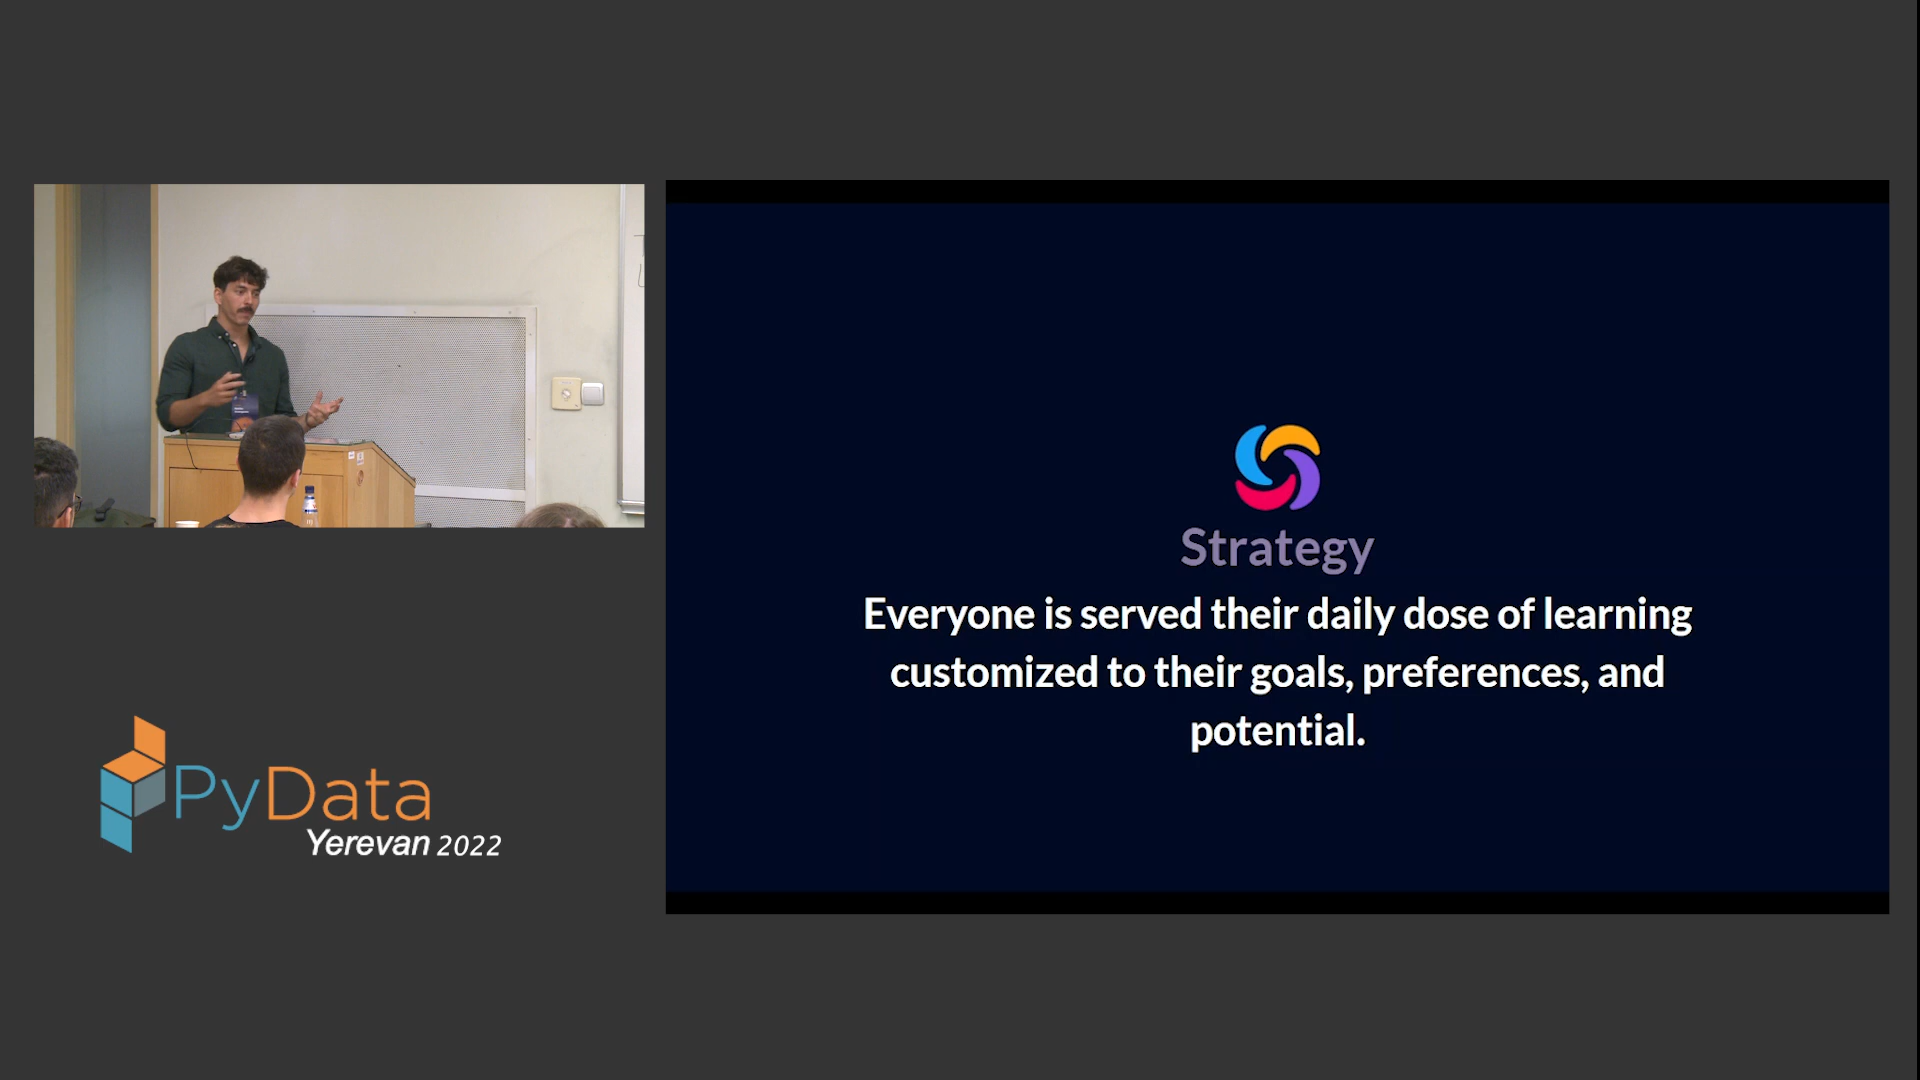 Strategy
Everyone is served their daily dose of learning
customized to their goals, preferences, and
potential.
PyData
Yerevan 2022